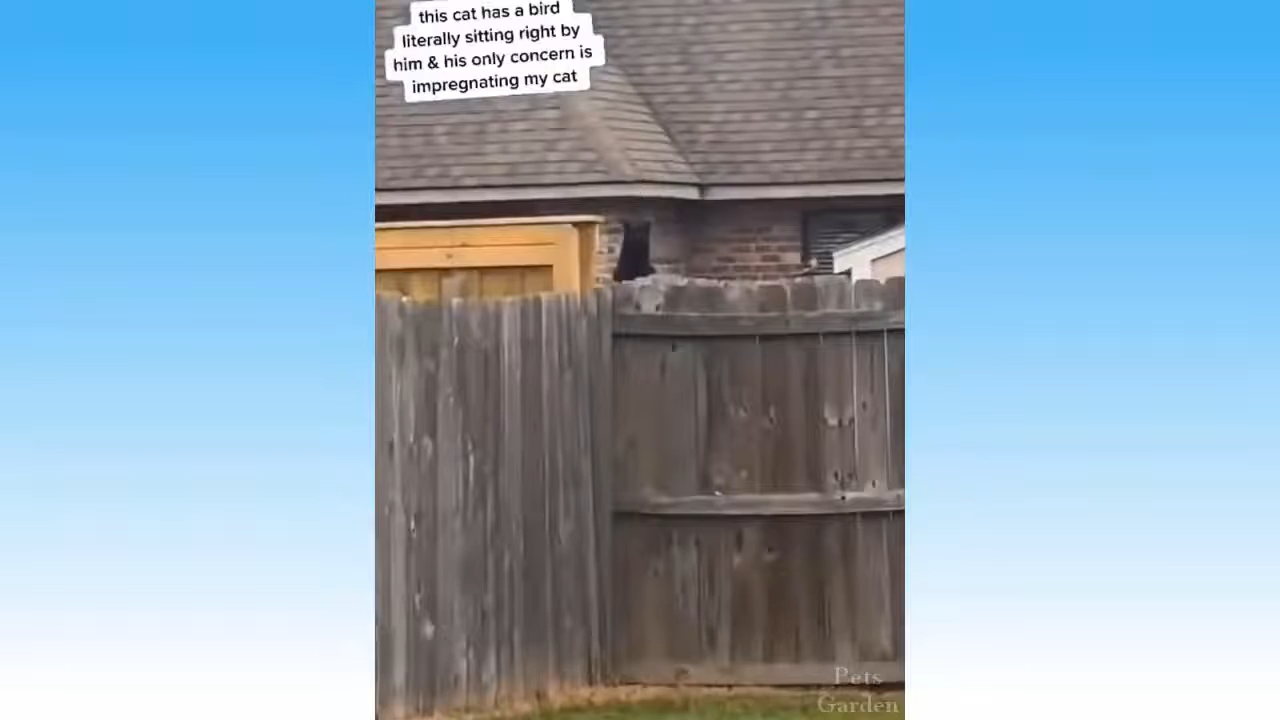 this cat has a bird
literally sitting right by
him & his only concern is
impregnating my cat
Pets
Garden